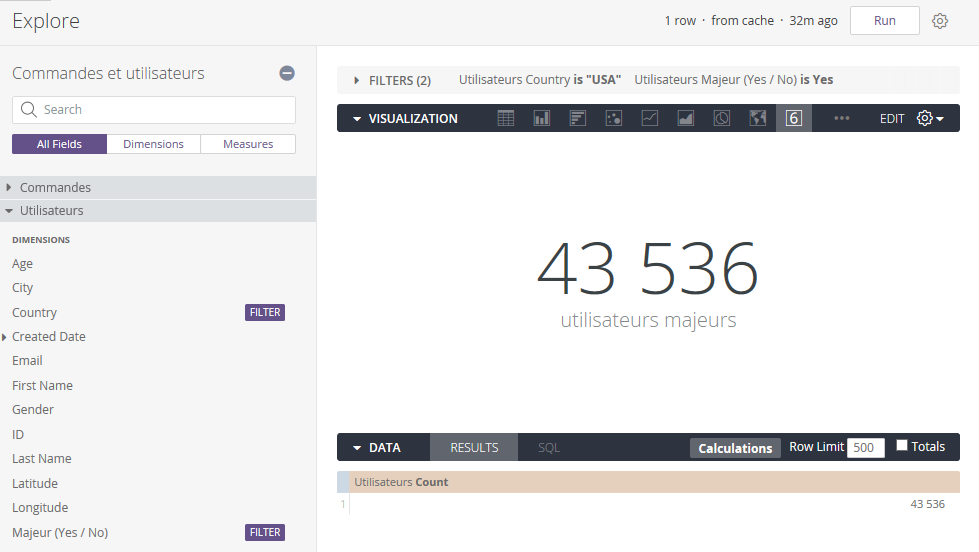 Explore
1 row · from cache · 32m ago
Run
Commandes et utilisateurs
Search
All Fields Dimensions Measures
Commandes
Utilisateurs
DIMENSIONS
Age
City
Country FILTER
Created Date
Email
First Name
Gender
ID
Last Name
Latitude
Longitude
Majeur (Yes / No) FILTER
FILTERS (2) Utilisateurs Country is "USA" Utilisateurs Majeur (Yes / No) is Yes
VISUALIZATION 6 ••• EDIT
43 536
utilisateurs majeurs
DATA RESULTS SQL Calculations Row Limit 500 Totals
Utilisateurs Count
1 43 536